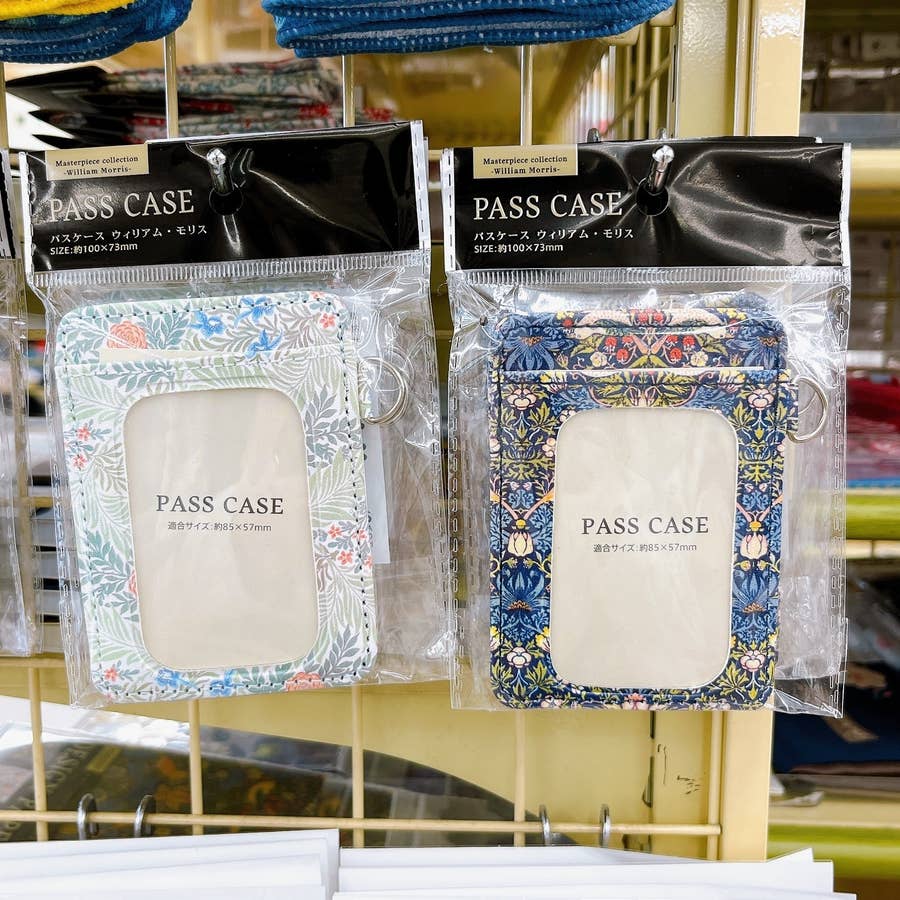 Masterpiece collection
-William Morris-
PASS CASE
パスケース ウィリアム・モリス
SIZE:約100×73mm
PASS CASE
適合サイズ:約85×57mm
Masterpiece collection
-William Morris-
PASS CASE
パスケース ウィリアム・モリス
SIZE:約100×73mm
PASS CASE
適合サイズ:約85×57mm